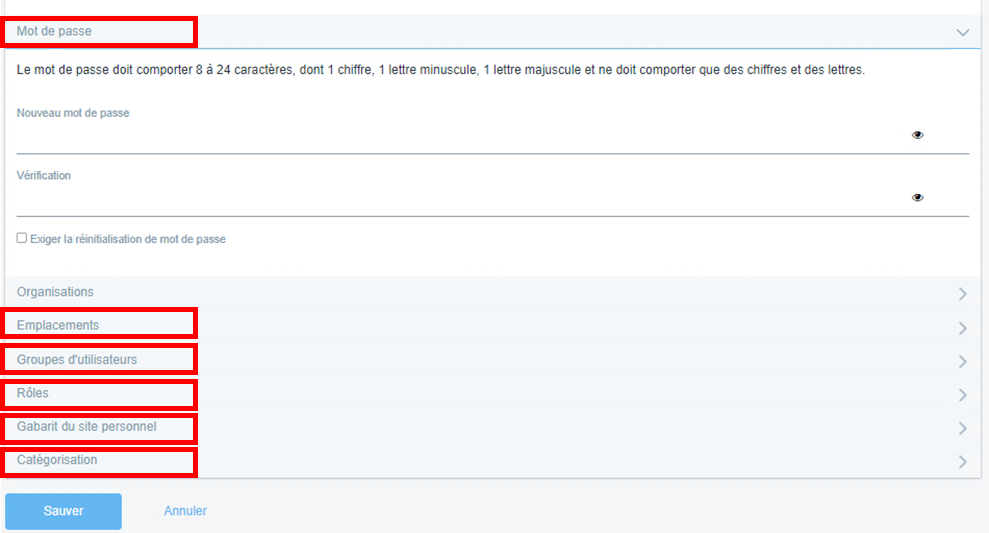 Mot de passe
Le mot de passe doit comporter 8 à 24 caractères, dont 1 chiffre, 1 lettre minuscule, 1 lettre majuscule et ne doit comporter que des chiffres et des lettres.
Nouveau mot de passe
Vérification
Exiger la réinitialisation de mot de passe
Organisations
Emplacements
Groupes d'utilisateurs
Rôles
Gabarit du site personnel
Catégorisation
Sauver Annuler